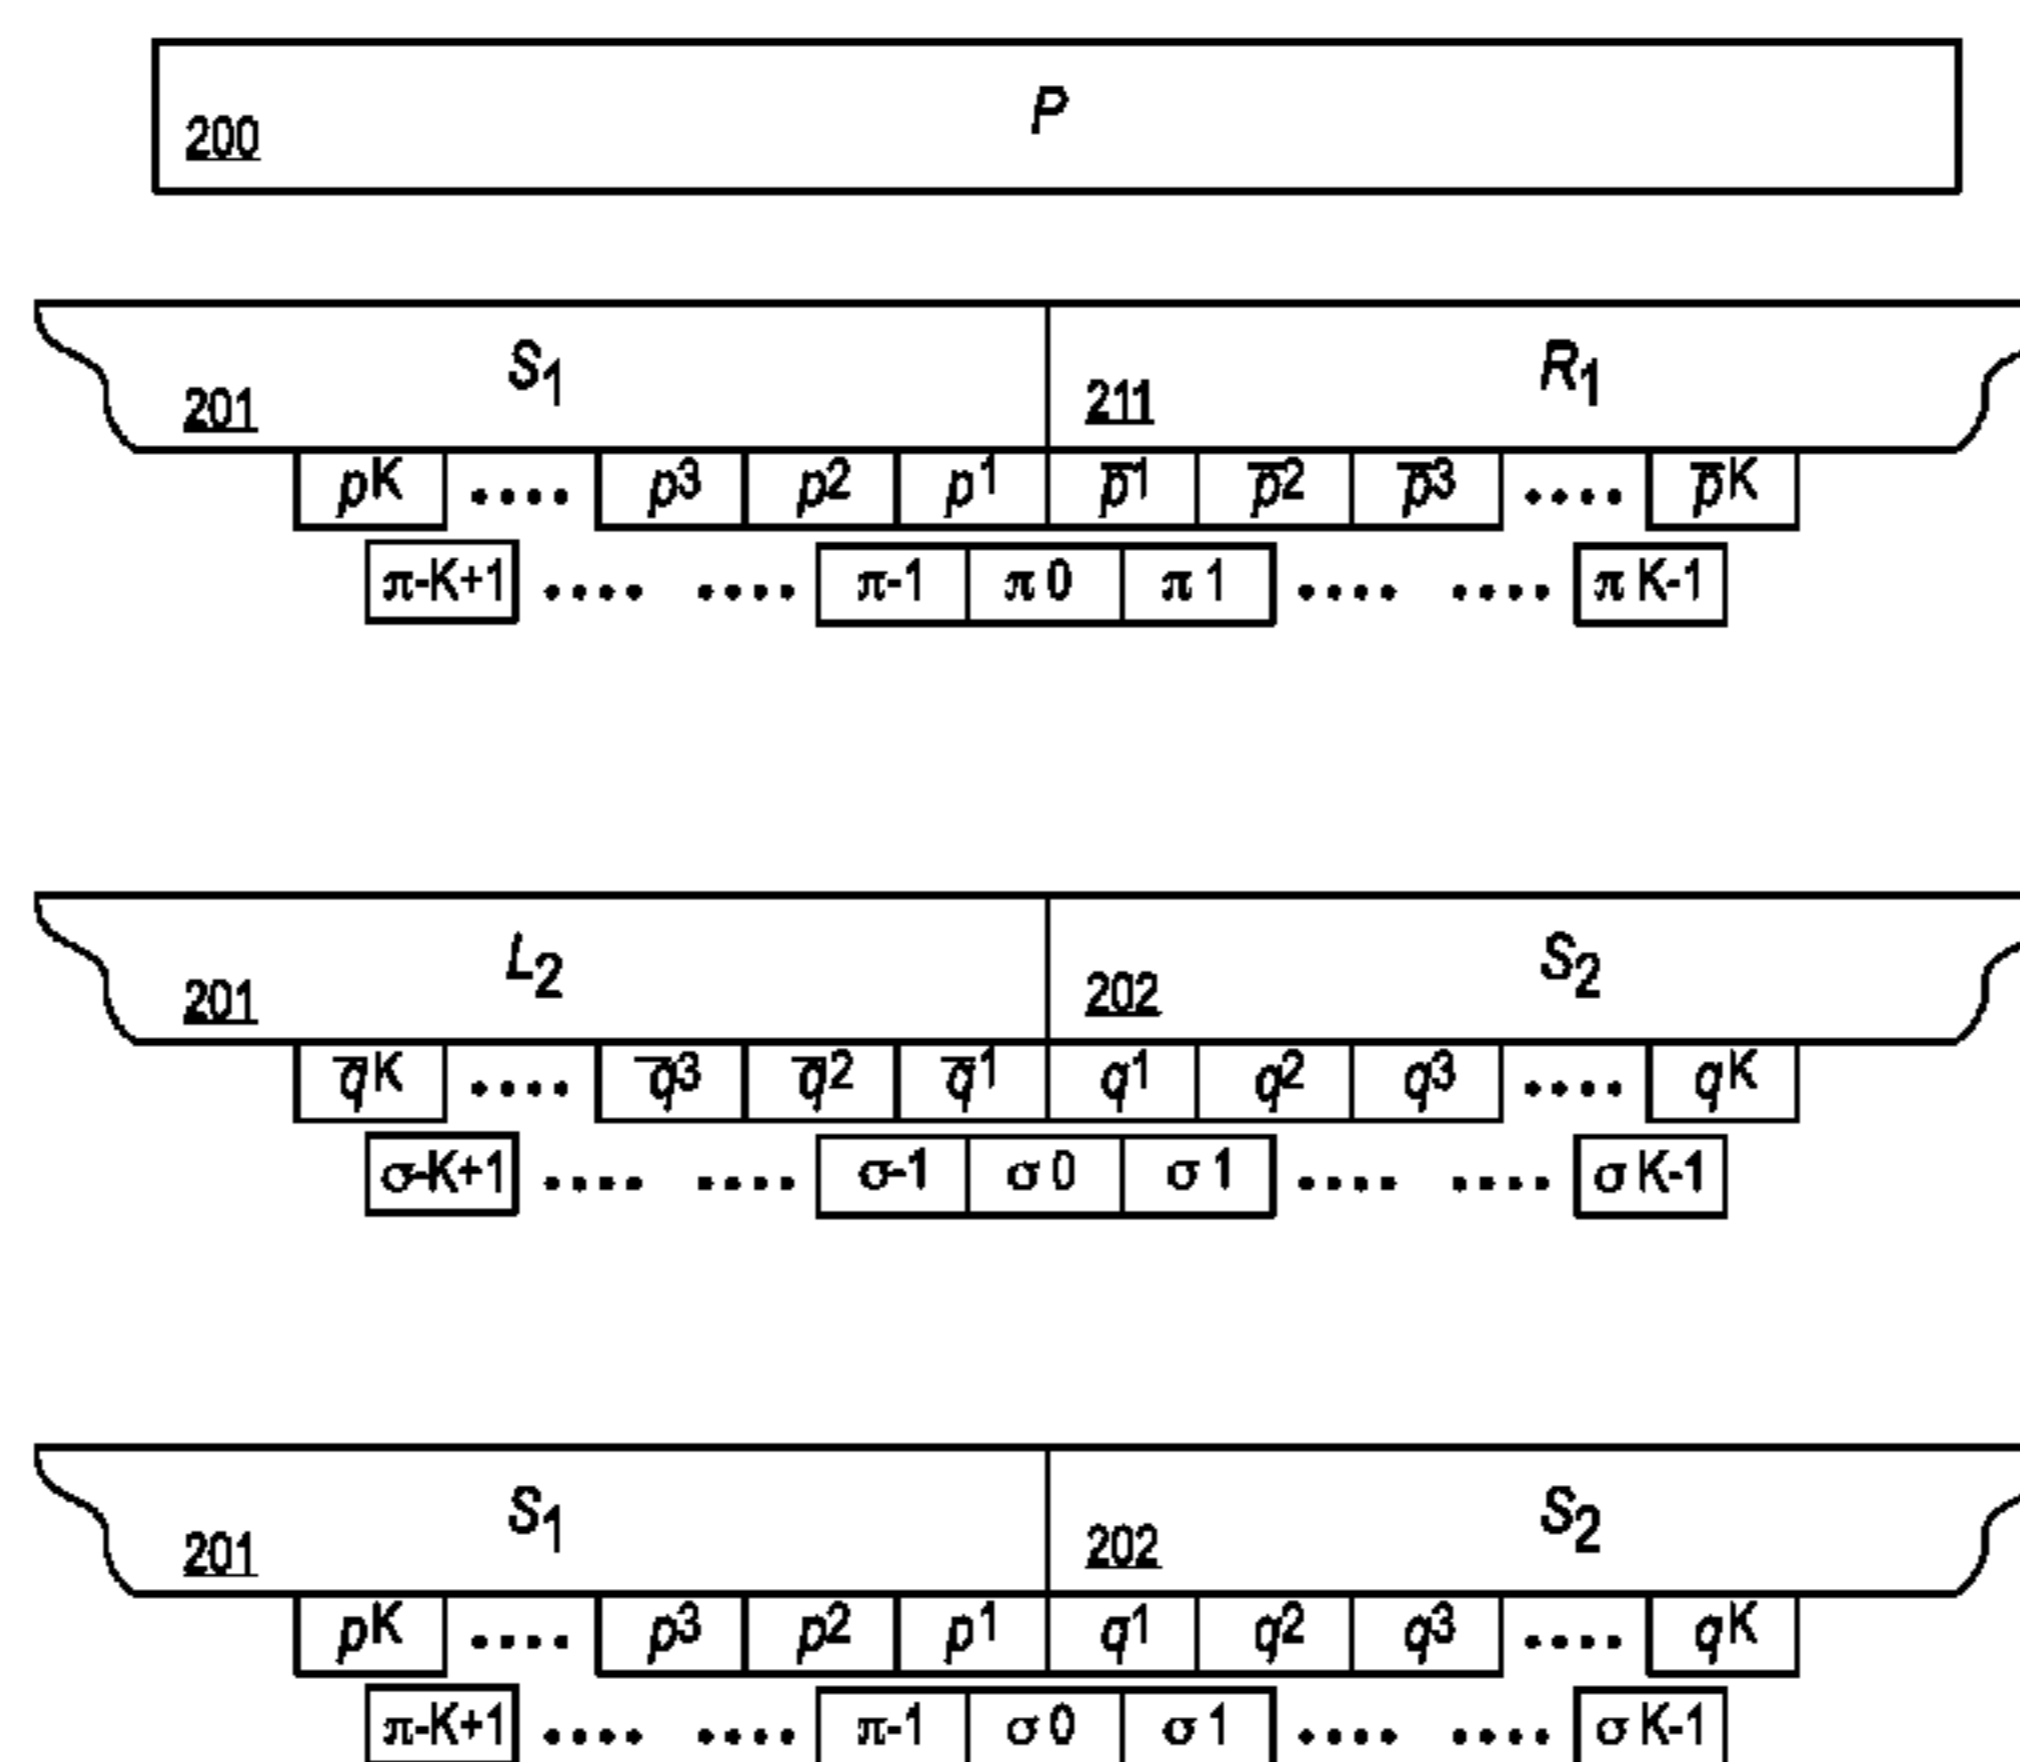 P
200
S1 R1
201 211
pK .... p3 p2 p1 p̅1 p̅2 p̅3 .... p̅K
π-K+1 .... .... π-1 π 0 π 1 .... .... π K-1
L2 S2
201 202
q̅K .... q̅3 q̅2 q̅1 q1 q2 q3 .... qK
σ-K+1 .... .... σ-1 σ 0 σ 1 .... .... σ K-1
S1 S2
201 202
pK .... p3 p2 p1 q1 q2 q3 .... qK
π-K+1 .... .... π-1 σ 0 σ 1 .... .... σ K-1